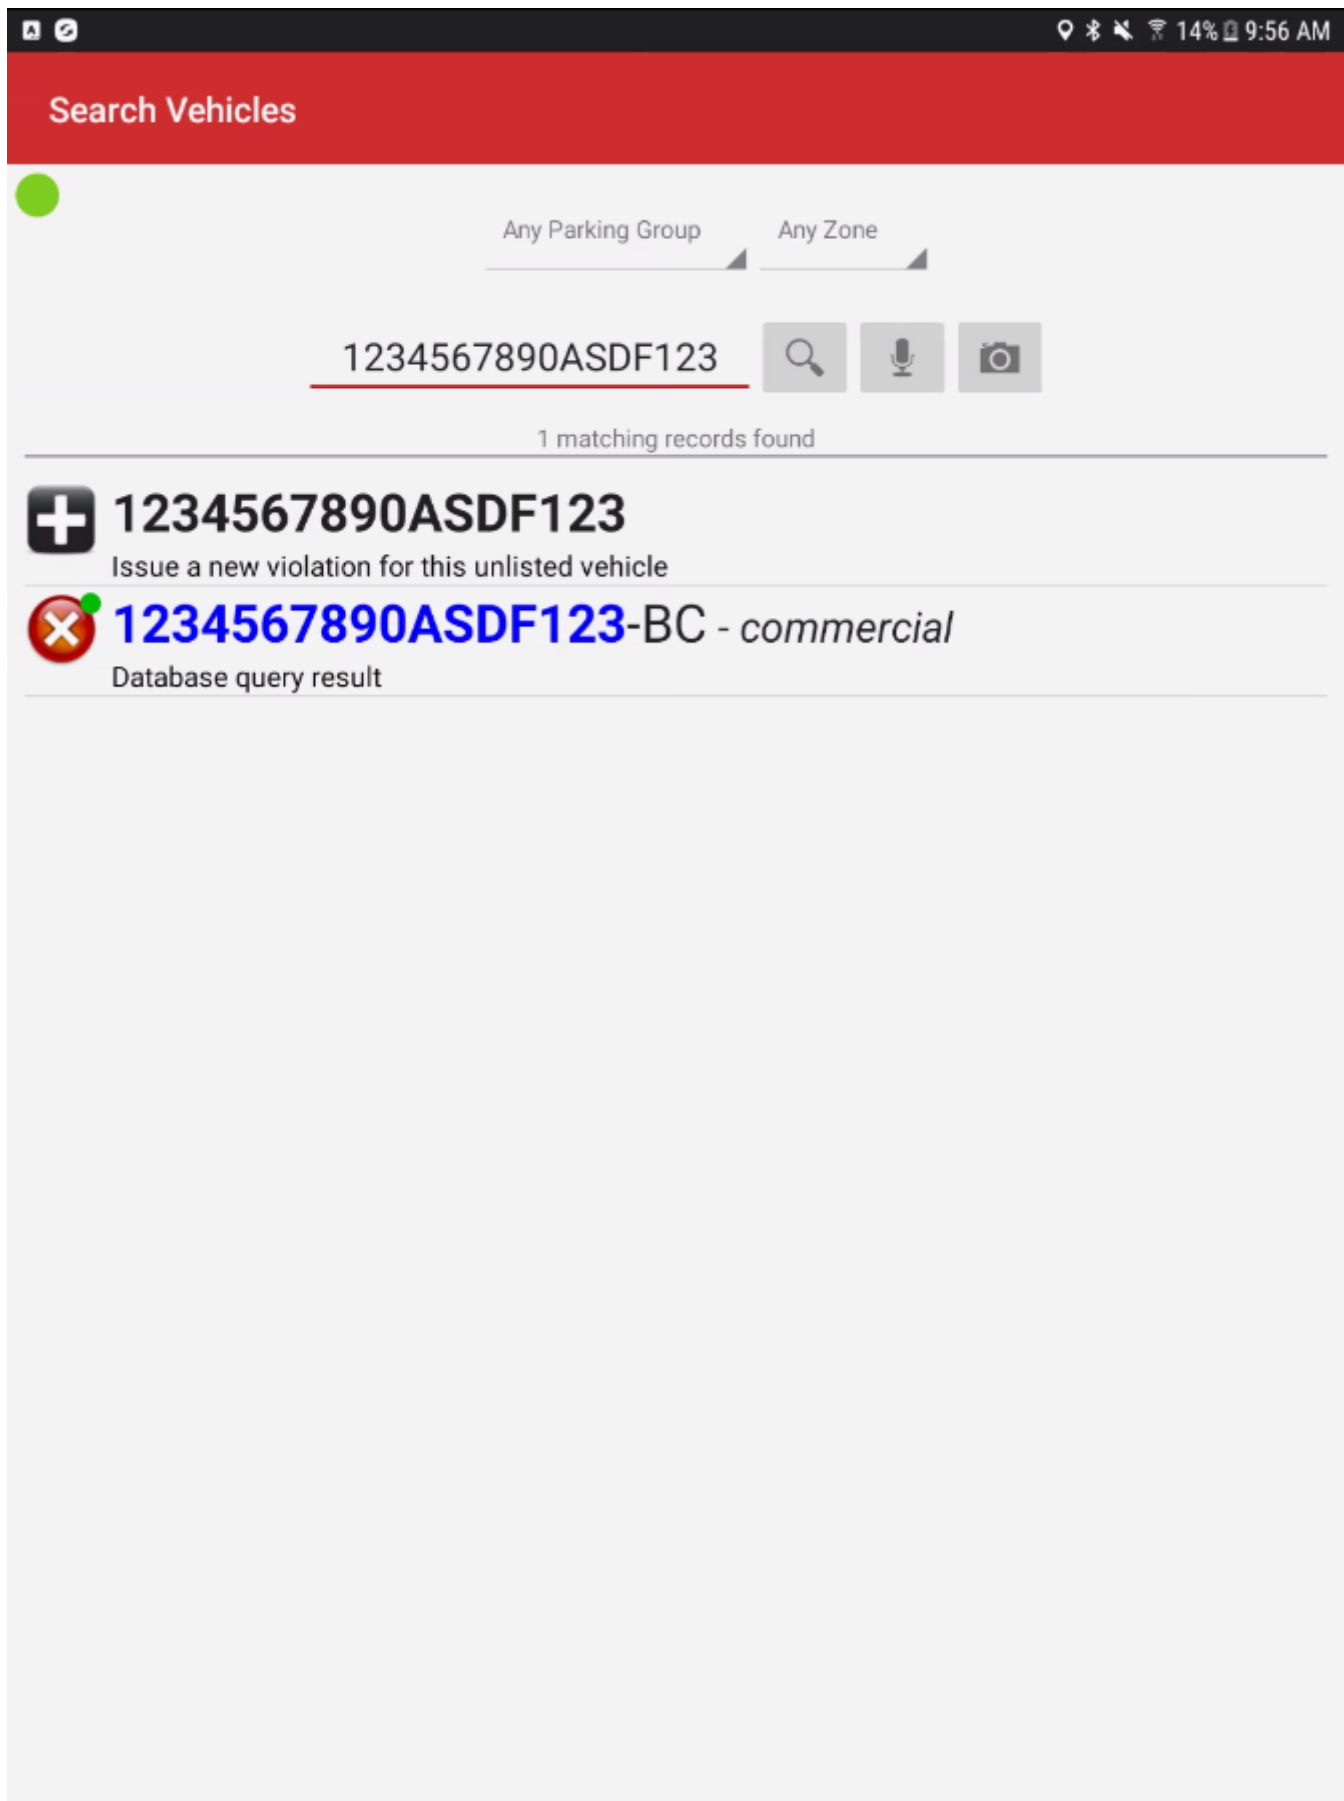 14% 9:56 AM
Search Vehicles
Any Parking Group Any Zone
1234567890ASDF123
1 matching records found
1234567890ASDF123
Issue a new violation for this unlisted vehicle
1234567890ASDF123-BC - commercial
Database query result